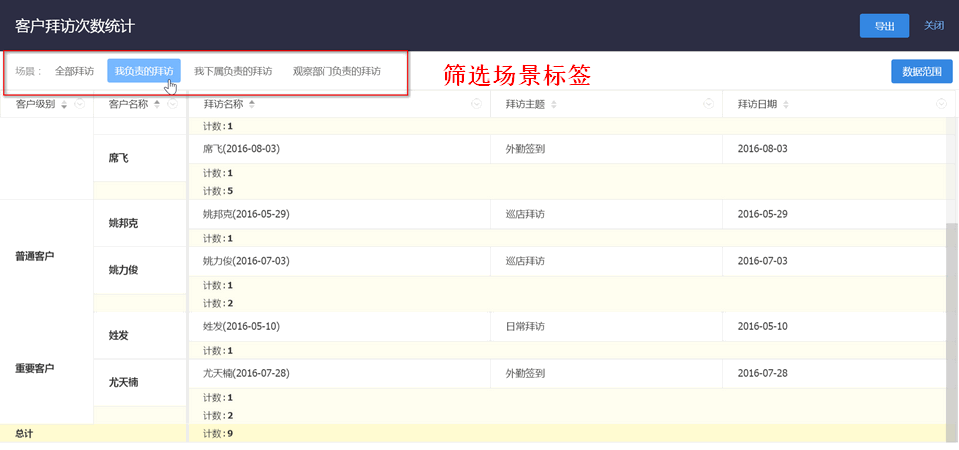 客户拜访次数统计
导出
关闭
场景： 全部拜访 我负责的拜访 我下属负责的拜访 观察部门负责的拜访
筛选场景标签
数据范围
客户级别 客户名称 拜访名称 拜访主题 拜访日期
计数: 1
席飞 席飞(2016-08-03) 外勤签到 2016-08-03
计数: 1
计数: 5
普通客户
姚邦克 姚邦克(2016-05-29) 巡店拜访 2016-05-29
计数: 1
姚力俊 姚力俊(2016-07-03) 巡店拜访 2016-07-03
计数: 1
计数: 2
重要客户
姓发 姓发(2016-05-10) 日常拜访 2016-05-10
计数: 1
尤天楠 尤天楠(2016-07-28) 外勤签到 2016-07-28
计数: 1
计数: 2
总计 计数: 9